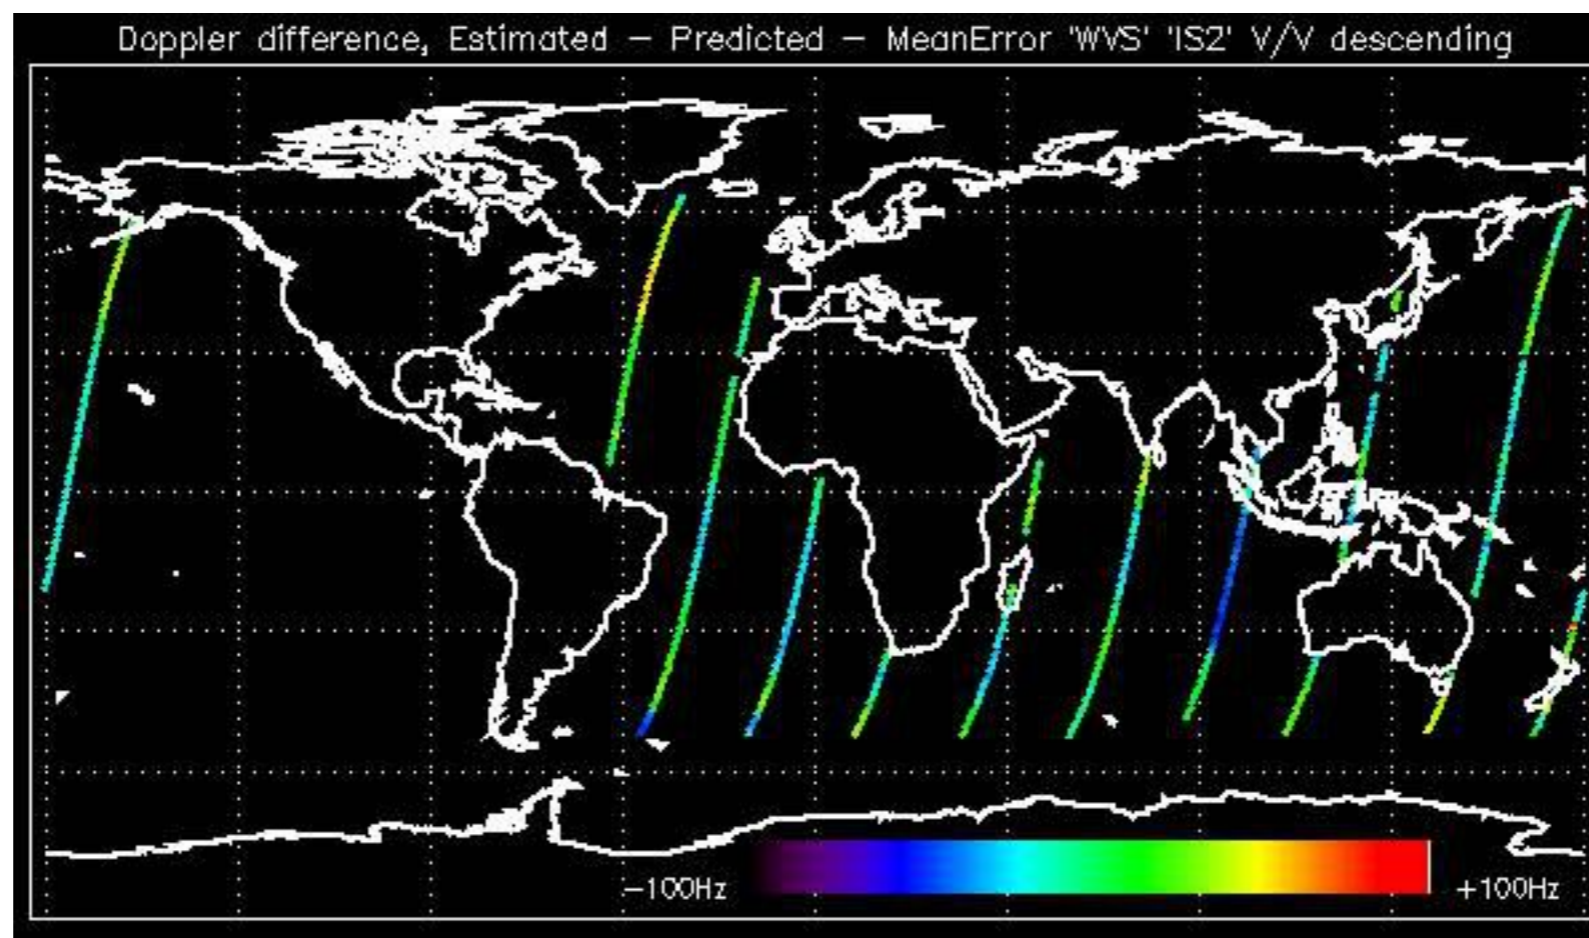 Doppler difference, Estimated — Predicted — MeanError 'WVS' 'IS2' V/V descending
−100Hz
+100Hz